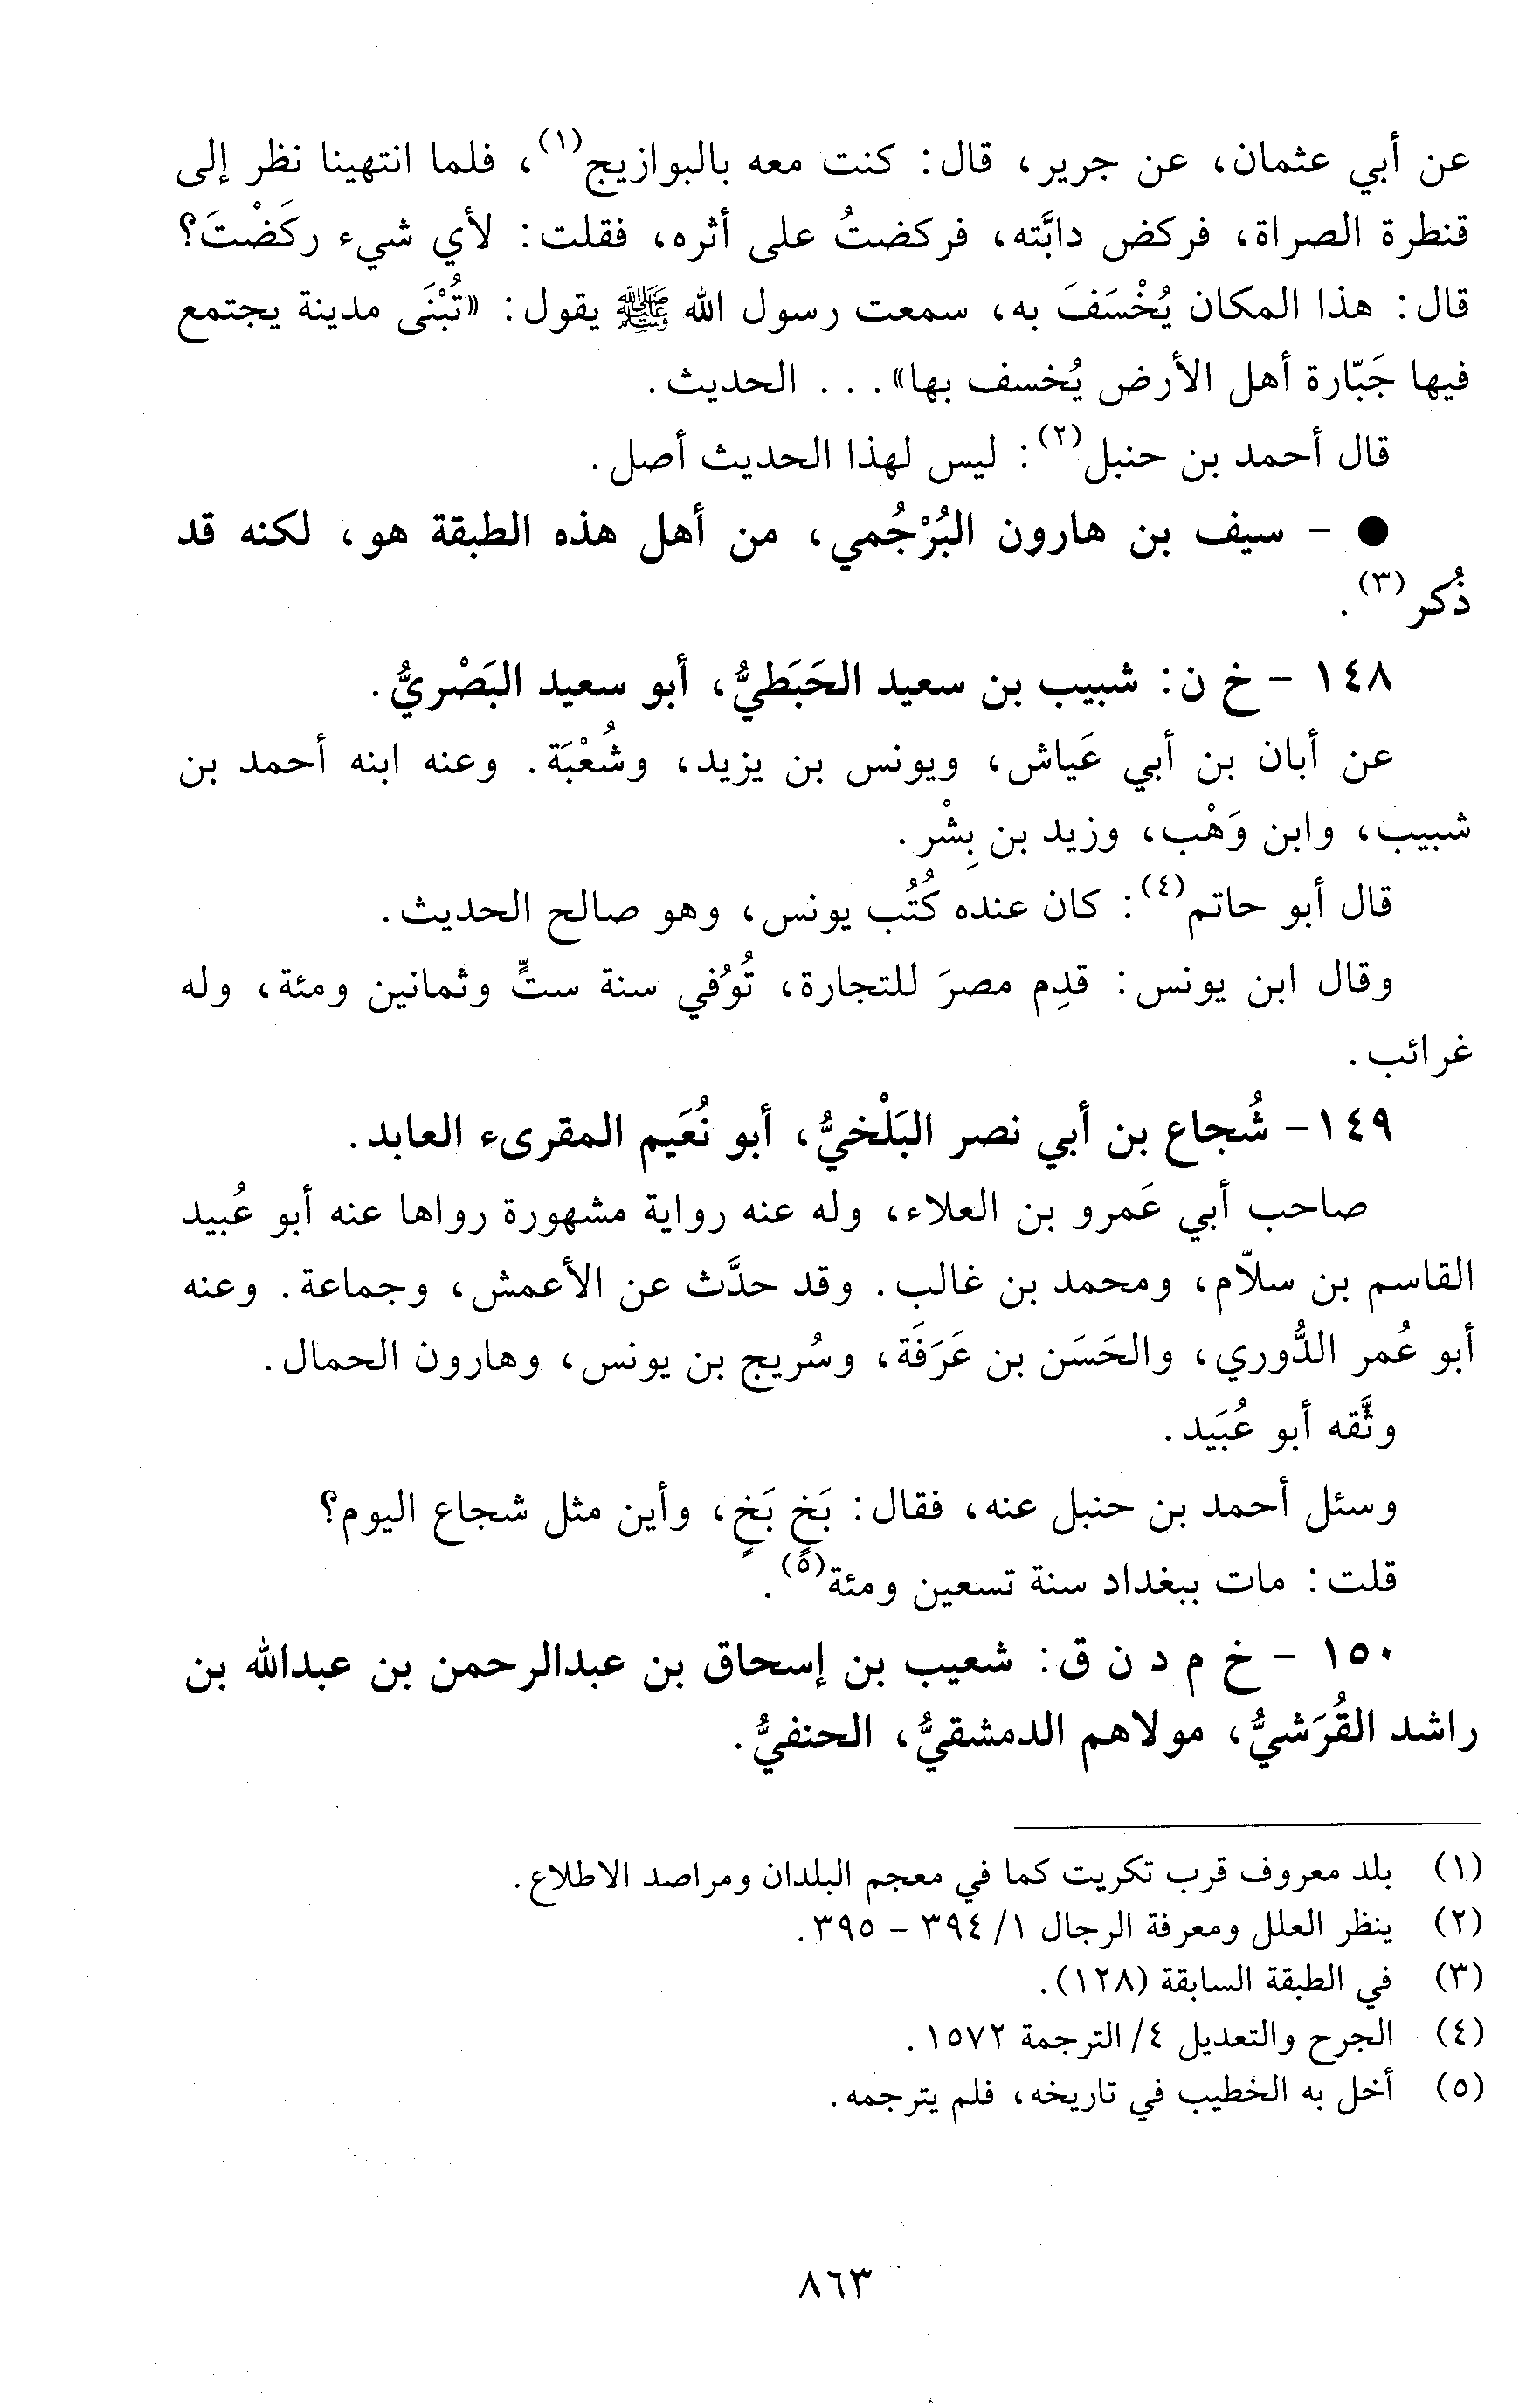 عن أبي عثمان، عن جرير، قال: كنت معه بالبوازيج(١)، فلما انتهينا نظر إلى
قنطرة الصراة، فركض دابَّته، فركضتُ على أثره، فقلت: لأي شيء ركَضْتَ؟
قال: هذا المكان يُخْسَفَ به، سمعت رسول الله ﷺ يقول: «تُبْنَى مدينة يجتمع
فيها جَبّارة أهل الأرض يُخسف بها» . . . الحديث.
قال أحمد بن حنبل(٢): ليس لهذا الحديث أصل.
● - سيف بن هارون البُرْجُمي، من أهل هذه الطبقة هو، لكنه قد
ذُكر(٣).
١٤٨ - خ ن: شبيب بن سعيد الحَبَطيُّ، أبو سعيد البَصْريُّ.
عن أبان بن أبي عَياش، ويونس بن يزيد، وشُعْبَة. وعنه ابنه أحمد بن
شبيب، وابن وَهْب، وزيد بن بِشْر.
قال أبو حاتم(٤): كان عنده كُتُب يونس، وهو صالح الحديث.
وقال ابن يونس: قدِم مصرَ للتجارة، تُوُفي سنة ستٍّ وثمانين ومئة، وله
غرائب.
١٤٩ - شُجاع بن أبي نصر البَلْخيُّ، أبو نُعَيم المقرىء العابد.
صاحب أبي عَمرو بن العلاء، وله عنه رواية مشهورة رواها عنه أبو عُبيد
القاسم بن سلاّم، ومحمد بن غالب. وقد حدَّث عن الأعمش، وجماعة. وعنه
أبو عُمر الدُّوري، والحَسَن بن عَرَفَة، وسُريج بن يونس، وهارون الحمال.
وثَّقه أبو عُبَيد.
وسئل أحمد بن حنبل عنه، فقال: بَخٍ بَخٍ، وأين مثل شجاع اليوم؟
قلت: مات ببغداد سنة تسعين ومئة(٥).
١٥٠ - خ م د ن ق: شعيب بن إسحاق بن عبدالرحمن بن عبدالله بن
راشد القُرَشيُّ، مولاهم الدمشقيُّ، الحنفيُّ.
(١) بلد معروف قرب تكريت كما في معجم البلدان ومراصد الاطلاع.
(٢) ينظر العلل ومعرفة الرجال ١/ ٣٩٤ - ٣٩٥.
(٣) في الطبقة السابقة (١٢٨).
(٤) الجرح والتعديل ٤/ الترجمة ١٥٧٢.
(٥) أخل به الخطيب في تاريخه، فلم يترجمه.
٨٦٣